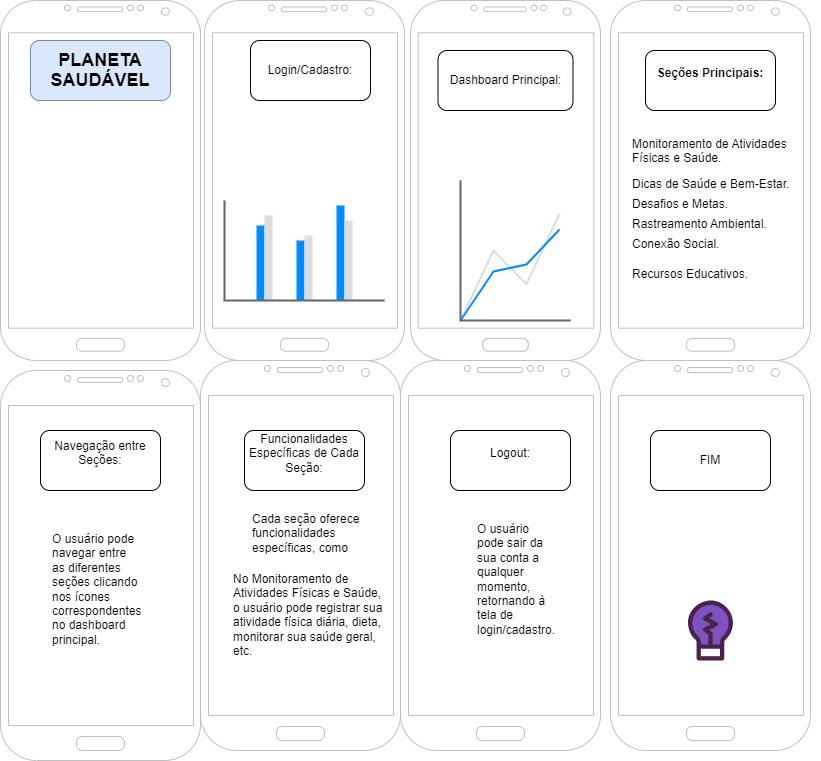 PLANETA
SAUDÁVEL
Login/Cadastro:
Dashboard Principal:
Seções Principais:
Monitoramento de Atividades
Físicas e Saúde.
Dicas de Saúde e Bem-Estar.
Desafios e Metas.
Rastreamento Ambiental.
Conexão Social.
Recursos Educativos.
Navegação entre
Seções:
O usuário pode
navegar entre
as diferentes
seções clicando
nos ícones
correspondentes
no dashboard
principal.
Funcionalidades
Específicas de Cada
Seção:
Cada seção oferece
funcionalidades
específicas, como
No Monitoramento de
Atividades Físicas e Saúde,
o usuário pode registrar sua
atividade física diária, dieta,
monitorar sua saúde geral,
etc.
Logout:
O usuário
pode sair da
sua conta a
qualquer
momento,
retornando à
tela de
login/cadastro.
FIM